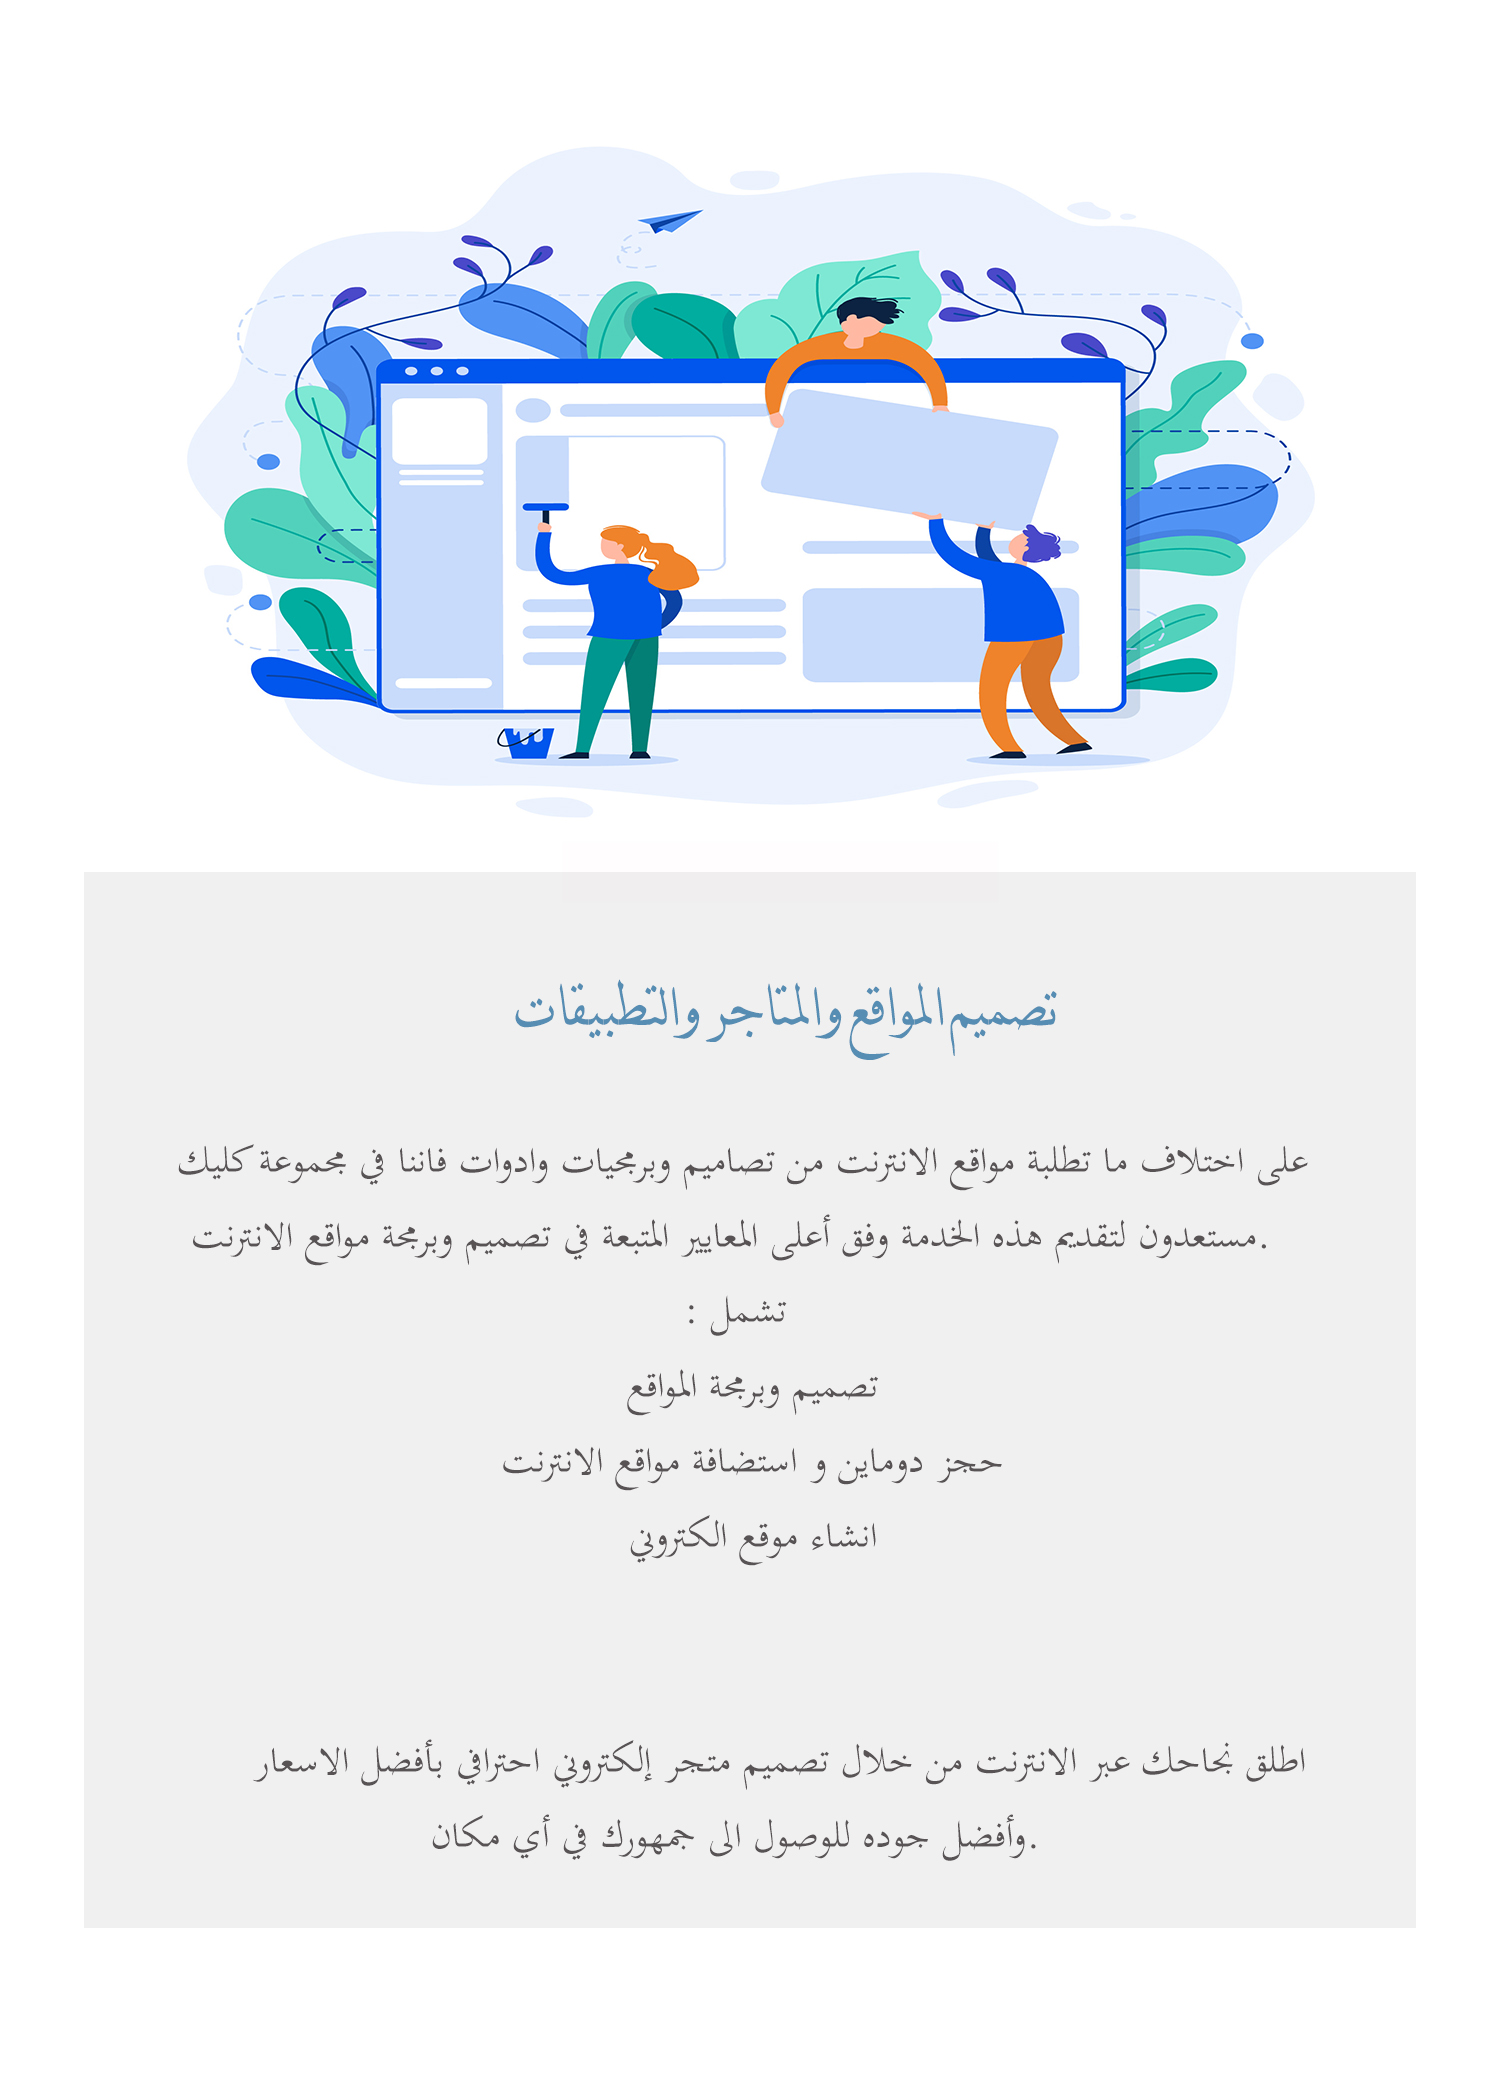 تصميم المواقع والمتاجر والتطبيقات
على اختلاف ما تطلبة مواقع الانترنت من تصاميم وبرمجيات وادوات فاننا في مجموعة كليك
.مستعدون لتقديم هذه الخدمة وفق أعلى المعايير المتبعة في تصميم وبرمجة مواقع الانترنت
تشمل :
تصميم وبرمجة المواقع
حجز دوماين و استضافة مواقع الانترنت
انشاء موقع الكتروني
اطلق نجاحك عبر الانترنت من خلال تصميم متجر إلكتروني احترافي بأفضل الاسعار
.وأفضل جوده للوصول الى جمهورك في أي مكان